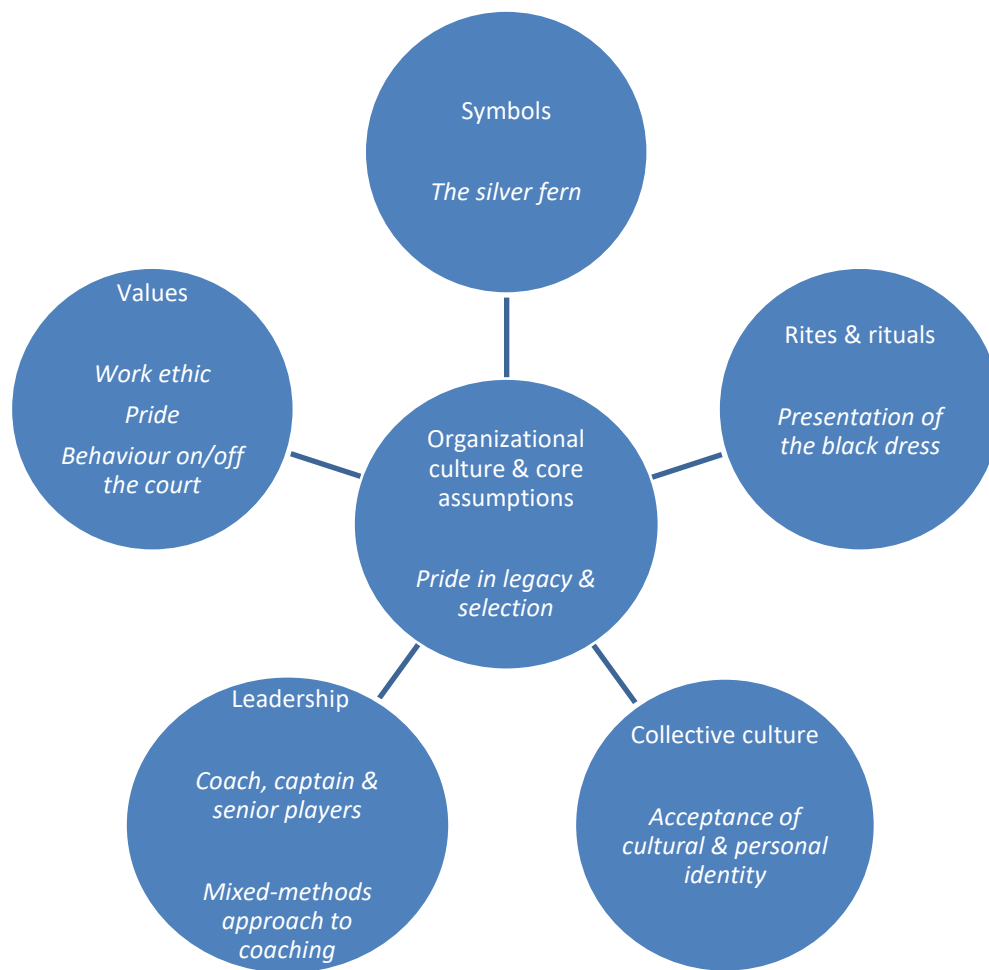 Symbols
The silver fern
Values
Work ethic
Pride
Behaviour on/off
the court
Rites & rituals
Presentation of
the black dress
Organizational
culture & core
assumptions
Pride in legacy &
selection
Leadership
Coach, captain &
senior players
Mixed-methods
approach to
coaching
Collective culture
Acceptance of
cultural & personal
identity